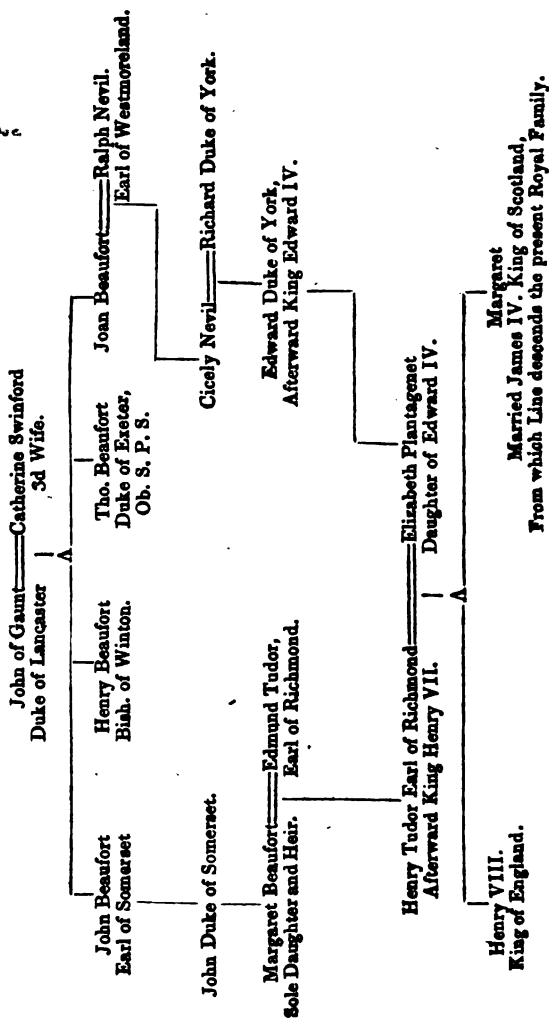 John of Gaunt Catherine Swinford
Duke of Lancaster 3d Wife.
John Beaufort
Earl of Somerset
Henry Beaufort
Bish. of Winton.
Tho. Beaufort
Duke of Exeter,
Ob. S. P. S.
Joan Beaufort Ralph Nevil.
Earl of Westmoreland.
John Duke of Somerset.
Cicely Nevil Richard Duke of York.
Margaret Beaufort Edmund Tudor,
Sole Daughter and Heir. Earl of Richmond.
Edward Duke of York,
Afterward King Edward IV.
Henry Tudor Earl of Richmond Elizabeth Plantagenet
Afterward King Henry VII. Daughter of Edward IV.
Henry VIII.
King of England.
Margaret
Married James IV. King of Scotland,
From which Line descends the present Royal Family.